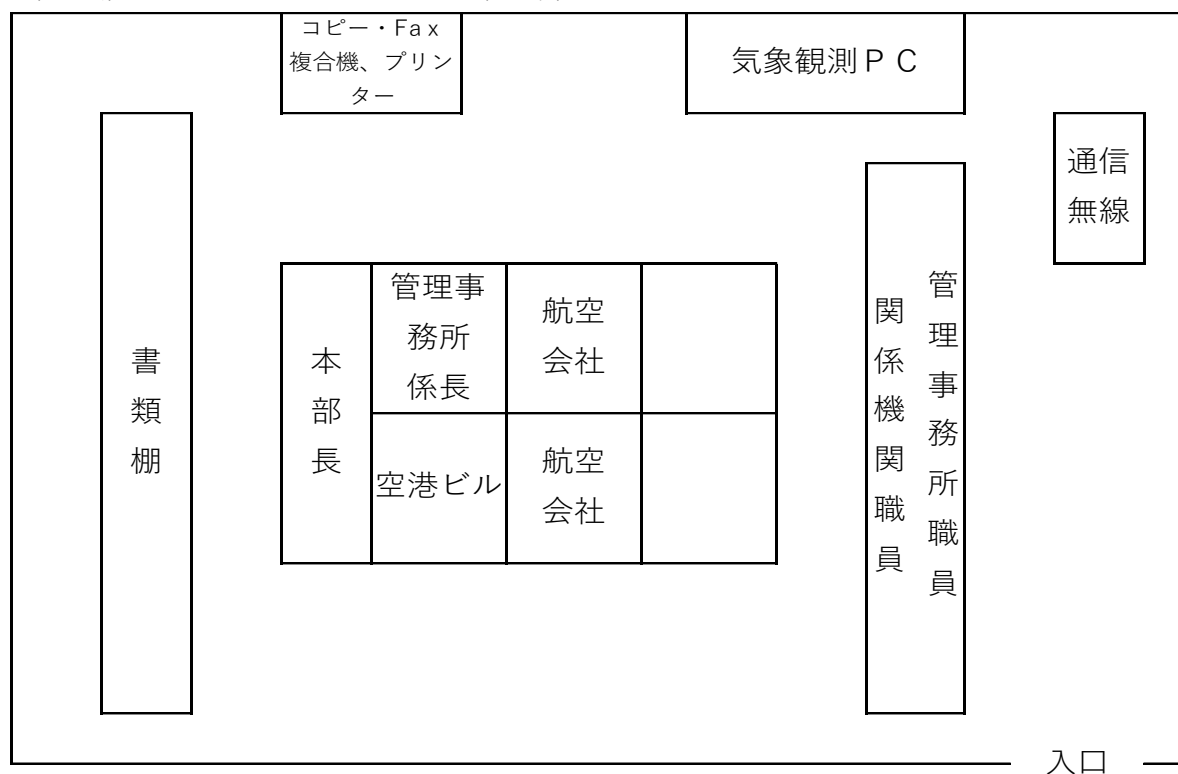 コピー・Fax
複合機、プリン
ター
気象観測ＰＣ
通信
無線
書類棚
本部長
管理事
務所
係長
航空
会社
空港ビル
航空
会社
管理事務所職員
関係機関職員
入口